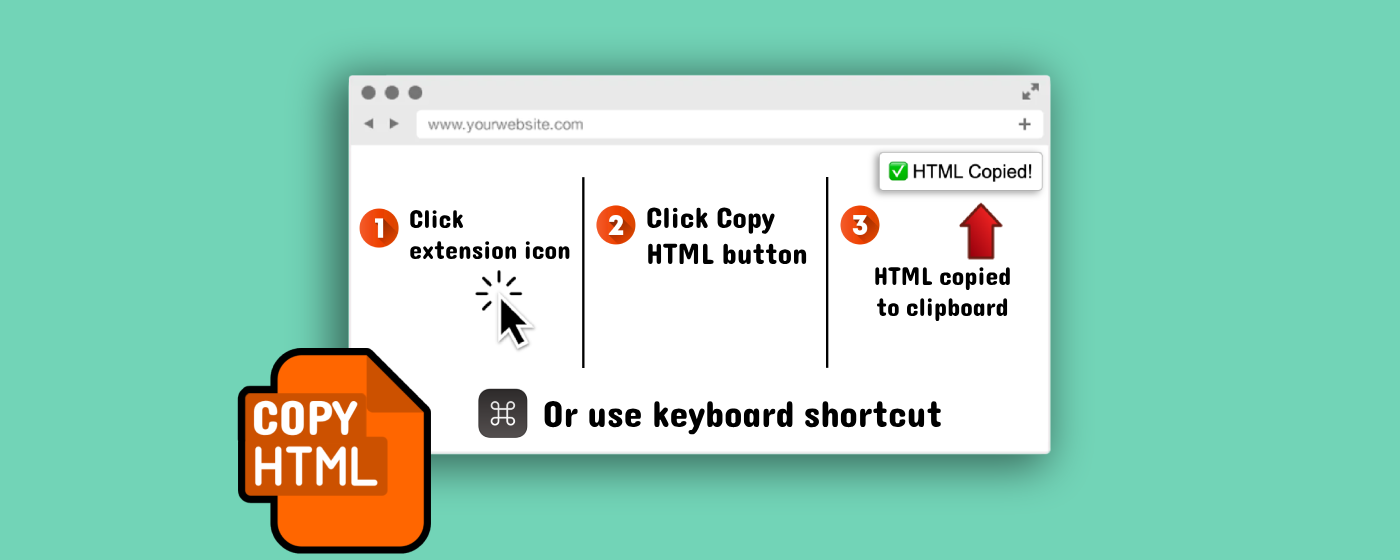 www.yourwebsite.com
✅ HTML Copied!
1
Click
extension icon
2
Click Copy
HTML button
3
HTML copied
to clipboard
⌘ Or use keyboard shortcut
COPY
HTML